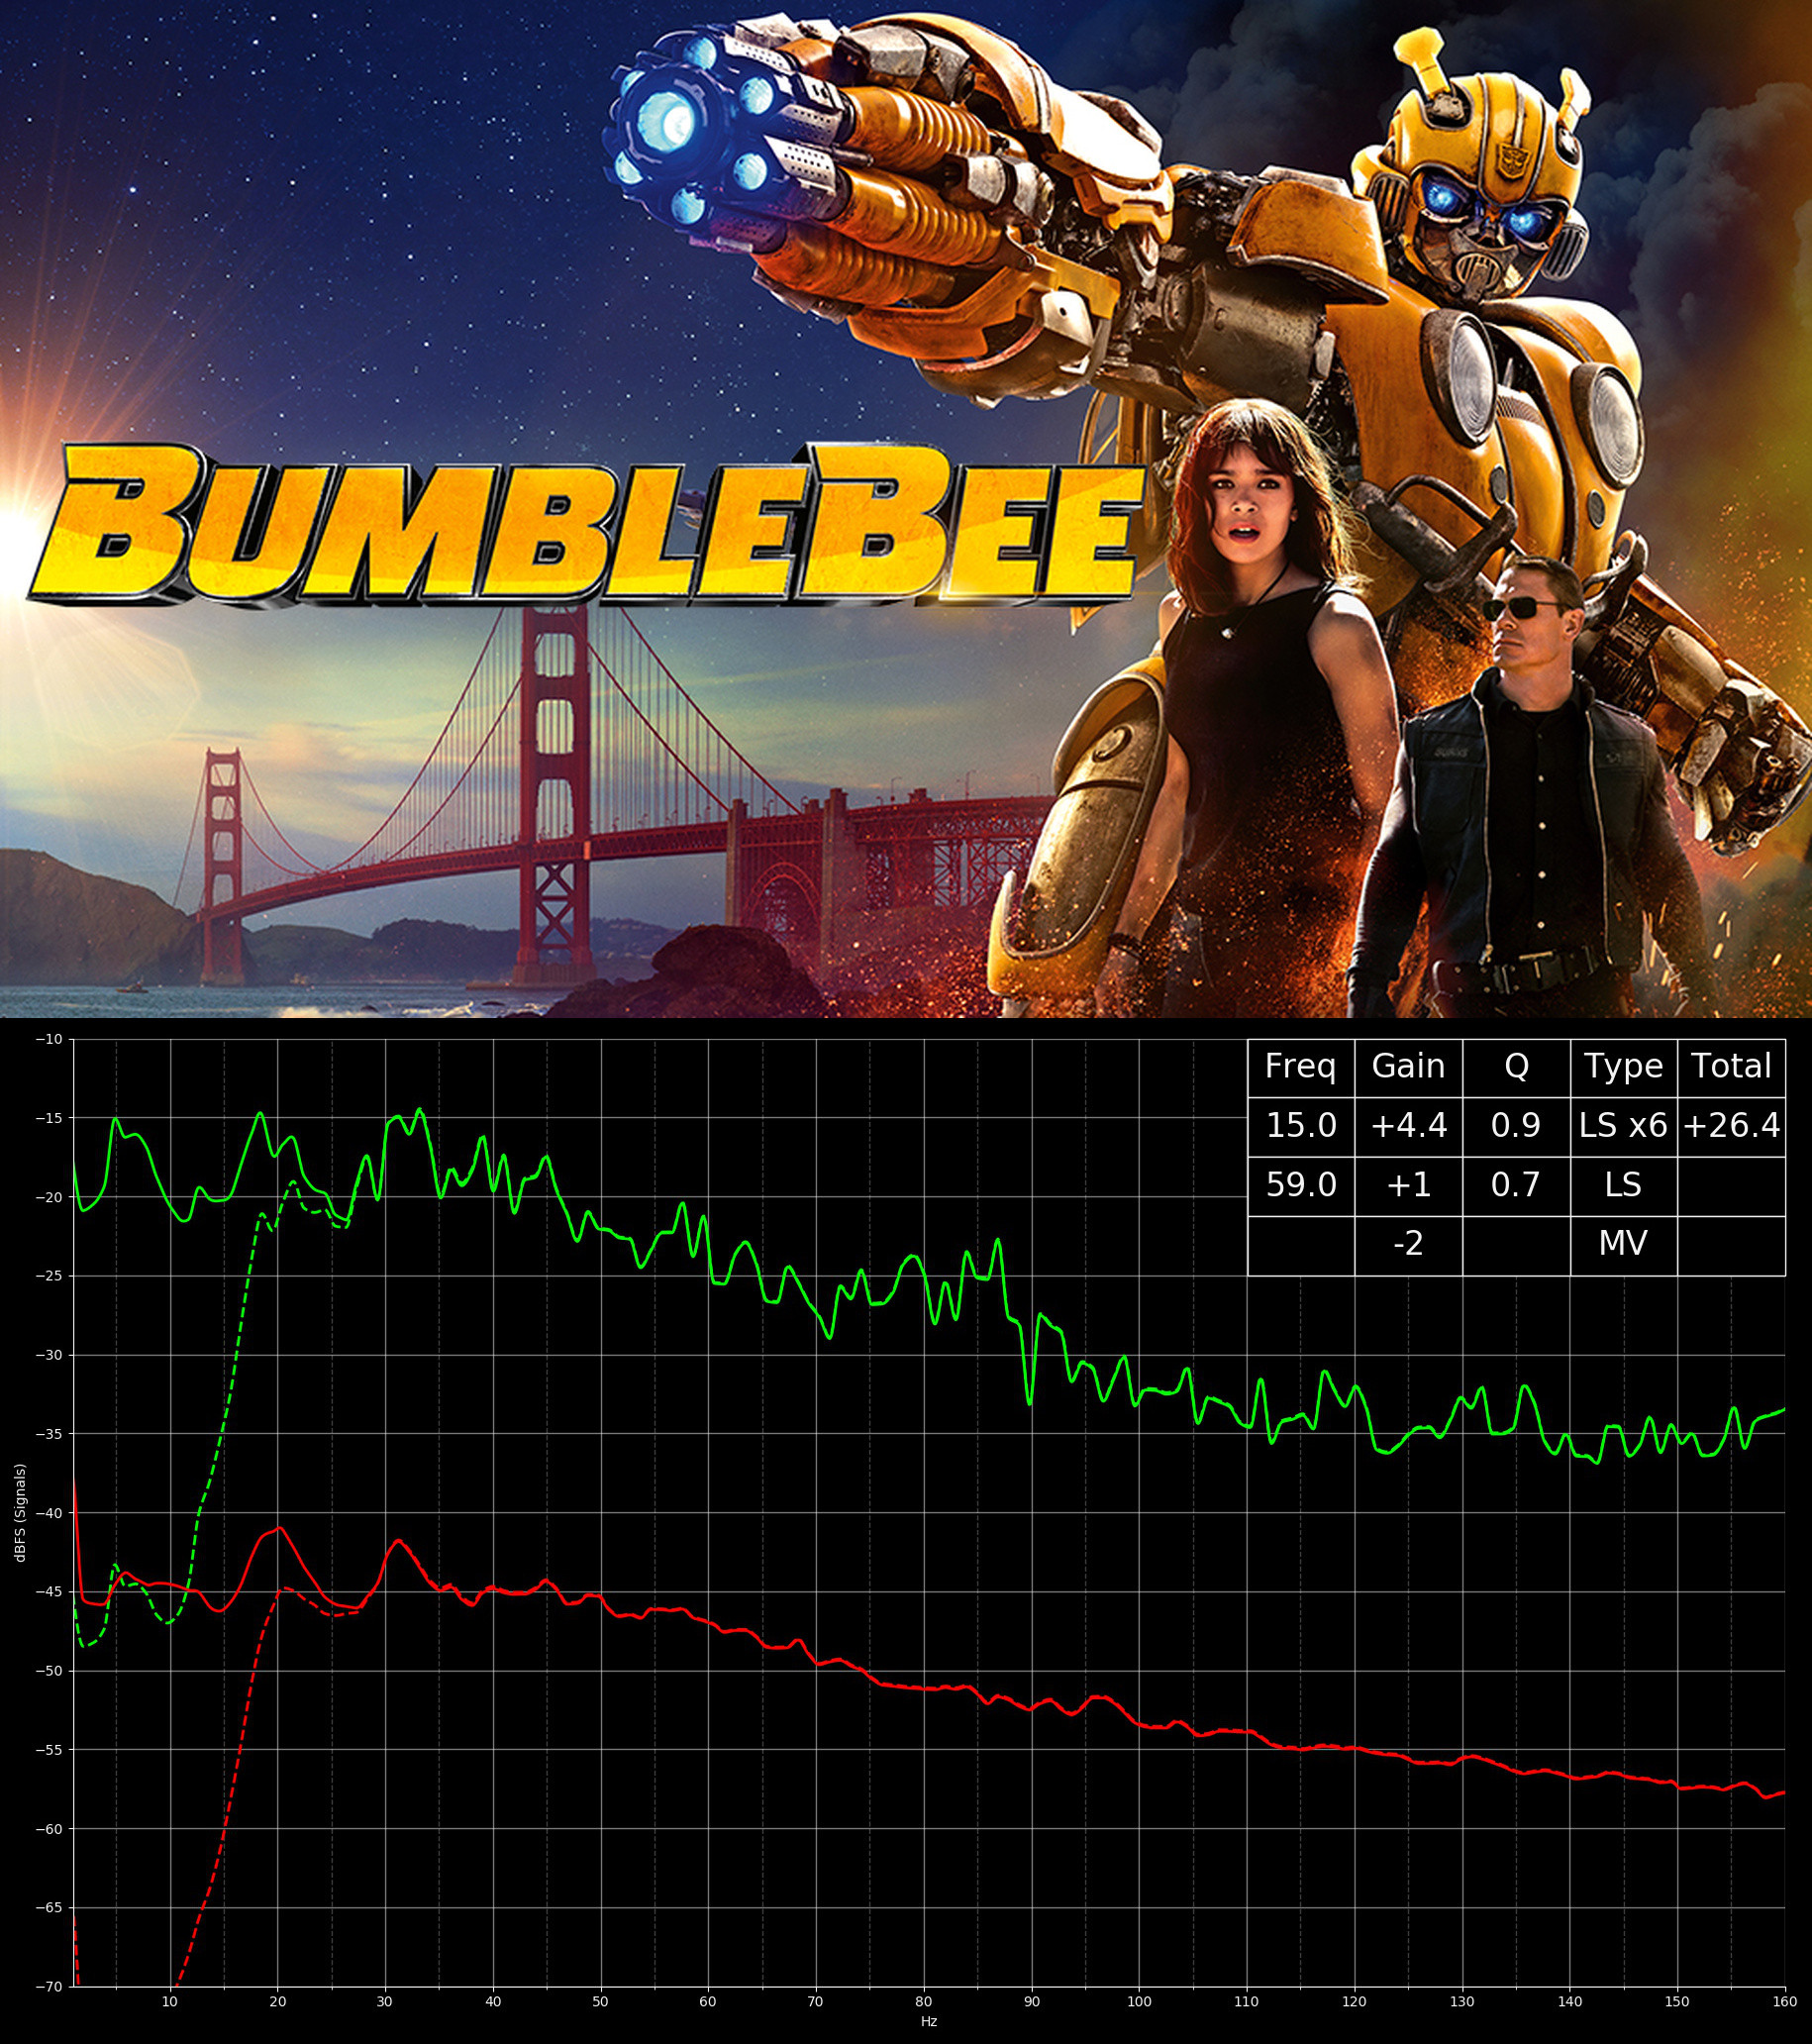 BUMBLEBEE
Freq Gain Q Type Total
15.0 +4.4 0.9 LS x6 +26.4
59.0 +1 0.7 LS
-2 MV
−10
−15
−20
−25
−30
−35
−40
−45
−50
−55
−60
−65
−70
dBFS (Signals)
10 20 30 40 50 60 70 80 90 100 110 120 130 140 150 160
Hz